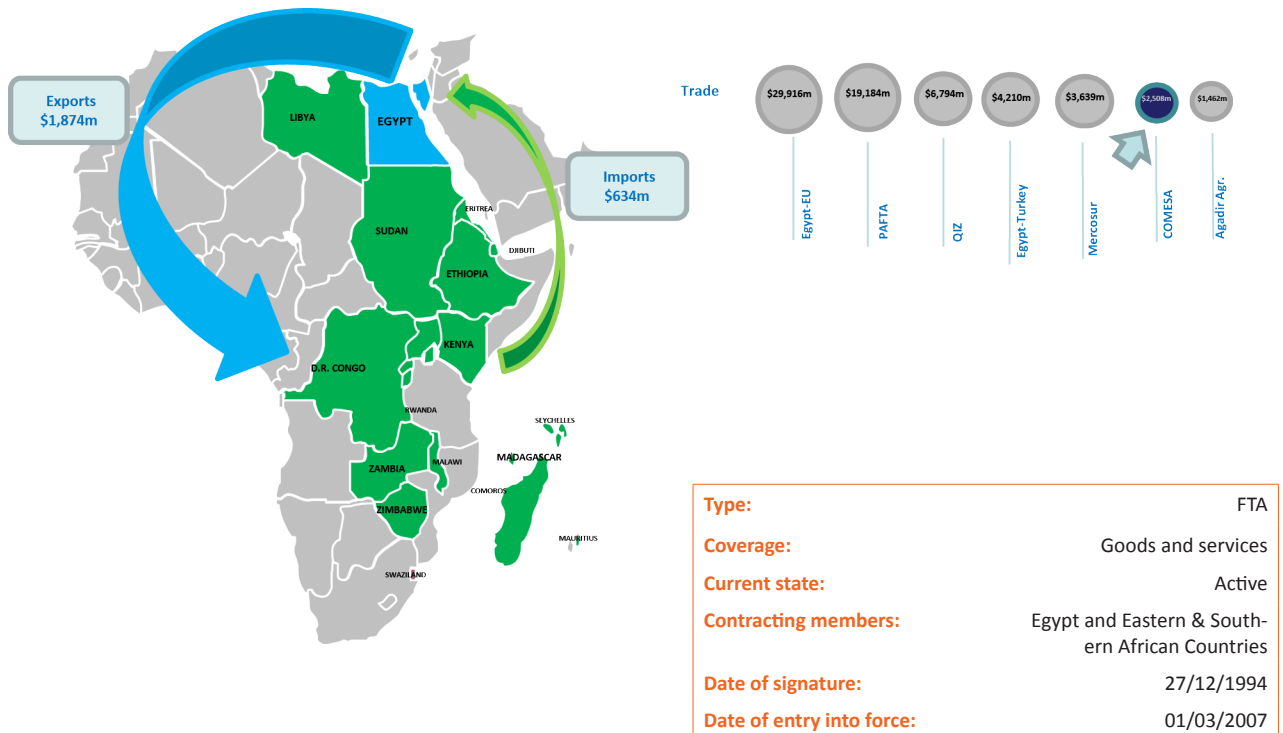 Exports
$1,874m
LIBYA
EGYPT
Imports
$634m
ERITREA
SUDAN
DJIBUTI
ETHIOPIA
KENYA
D.R. CONGO
RWANDA
SEYCHELLES
MADAGASCAR
MALAWI
ZAMBIA
COMOROS
ZIMBABWE
MAURITIUS
SWAZILAND
Trade
$29,916m
$19,184m
$6,794m
$4,210m
$3,639m
$2,508m
$1,462m
Egypt-EU
PAFTA
QIZ
Egypt-Turkey
Mercosur
COMESA
Agadir Agr.
Type: FTA
Coverage: Goods and services
Current state: Active
Contracting members: Egypt and Eastern & South-
ern African Countries
Date of signature: 27/12/1994
Date of entry into force: 01/03/2007